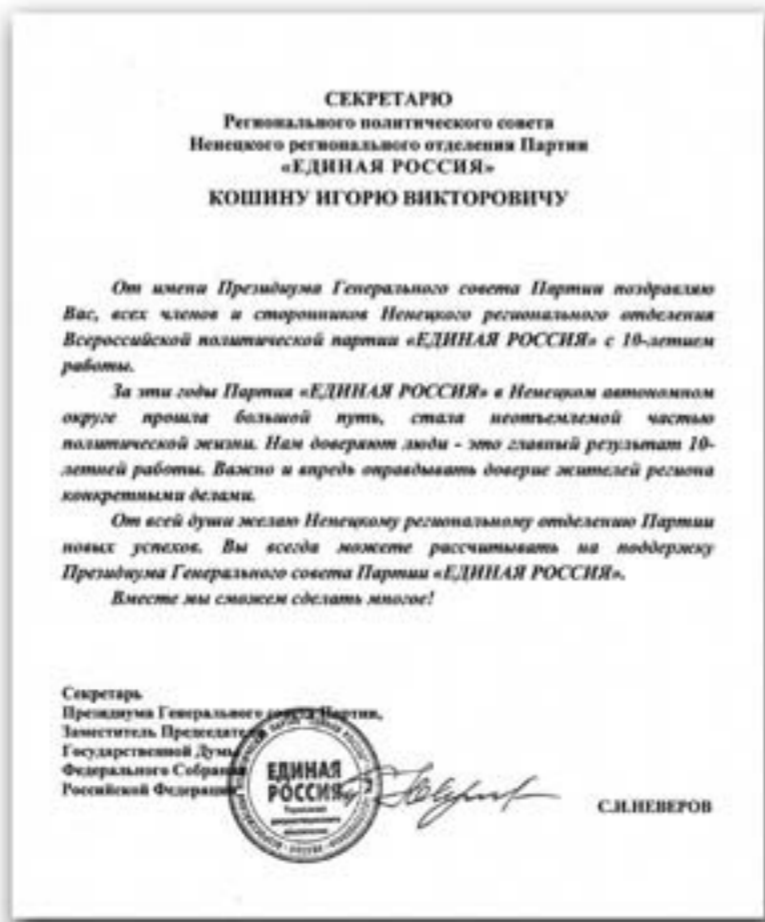 СЕКРЕТАРЮ
Регионального политического совета
Ненецкого регионального отделения Партии
«ЕДИНАЯ РОССИЯ»
КОШИНУ ИГОРЮ ВИКТОРОВИЧУ
От имени Президиума Генерального совета Партии поздравляю
Вас, всех членов и сторонников Ненецкого регионального отделения
Всероссийской политической партии «ЕДИНАЯ РОССИЯ» с 10-летием
работы.
За эти годы Партия «ЕДИНАЯ РОССИЯ» в Ненецком автономном
округе прошла большой путь, стала неотъемлемой частью
политической жизни. Нам доверяют люди - это главный результат 10-
летней работы. Важно и впредь оправдывать доверие жителей региона
конкретными делами.
От всей души желаю Ненецкому региональному отделению Партии
новых успехов. Вы всегда можете рассчитывать на поддержку
Президиума Генерального совета Партии «ЕДИНАЯ РОССИЯ».
Вместе мы сможем сделать многое!
Секретарь
Президиума Генерального совета Партии,
Заместитель Председателя
Государственной Думы
Федерального Собрания
Российской Федерации
ЕДИНАЯ
РОССИЯ
С.И.НЕВЕРОВ